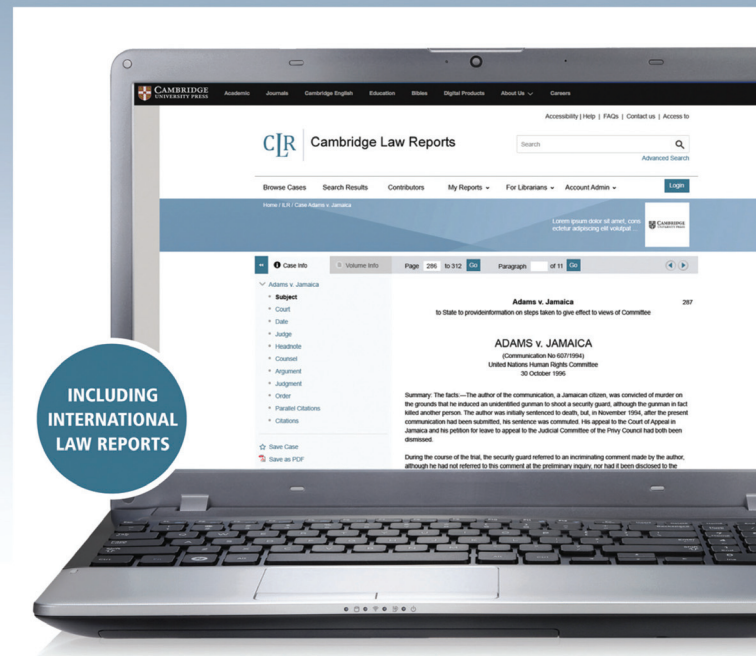 CAMBRIDGE
UNIVERSITY PRESS
Academic Journals Cambridge English Education Bibles Digital Products About Us Careers
Accessibility | Help | FAQs | Contact us | Access to
CLR Cambridge Law Reports
Search
Advanced Search
Browse Cases Search Results Contributors My Reports For Librarians Account Admin Login
Home / ILR / Case Adams v. Jamaica
Lorem ipsum dolor sit amet, cons
ectetur adipiscing elit volutpat ...
CAMBRIDGE
UNIVERSITY PRESS
Case Info Volume Info Page 286 to 312 Go Paragraph of 11 Go
Adams v. Jamaica
Subject
Court
Date
Judge
Headnote
Counsel
Argument
Judgment
Order
Parallel Citations
Citations
Save Case
Save as PDF
Adams v. Jamaica 287
to State to provideinformation on steps taken to give effect to views of Committee
ADAMS v. JAMAICA
(Communication No 607/1994)
United Nations Human Rights Committee
30 October 1996
Summary: The facts:—The author of the communication, a Jamaican citizen, was convicted of murder on
the grounds that he induced an unidentified gunman to shoot a security guard, although the gunman in fact
killed another person. The author was initially sentenced to death, but, in November 1994, after the present
communication had been submitted, his sentence was commuted. His appeal to the Court of Appeal in
Jamaica and his petition for leave to appeal to the Judicial Committee of the Privy Council had both been
dismissed.
During the course of the trial, the security guard referred to an incriminating comment made by the author,
although he had not referred to this comment at the preliminary inquiry, nor had it been disclosed to the
INCLUDING
INTERNATIONAL
LAW REPORTS